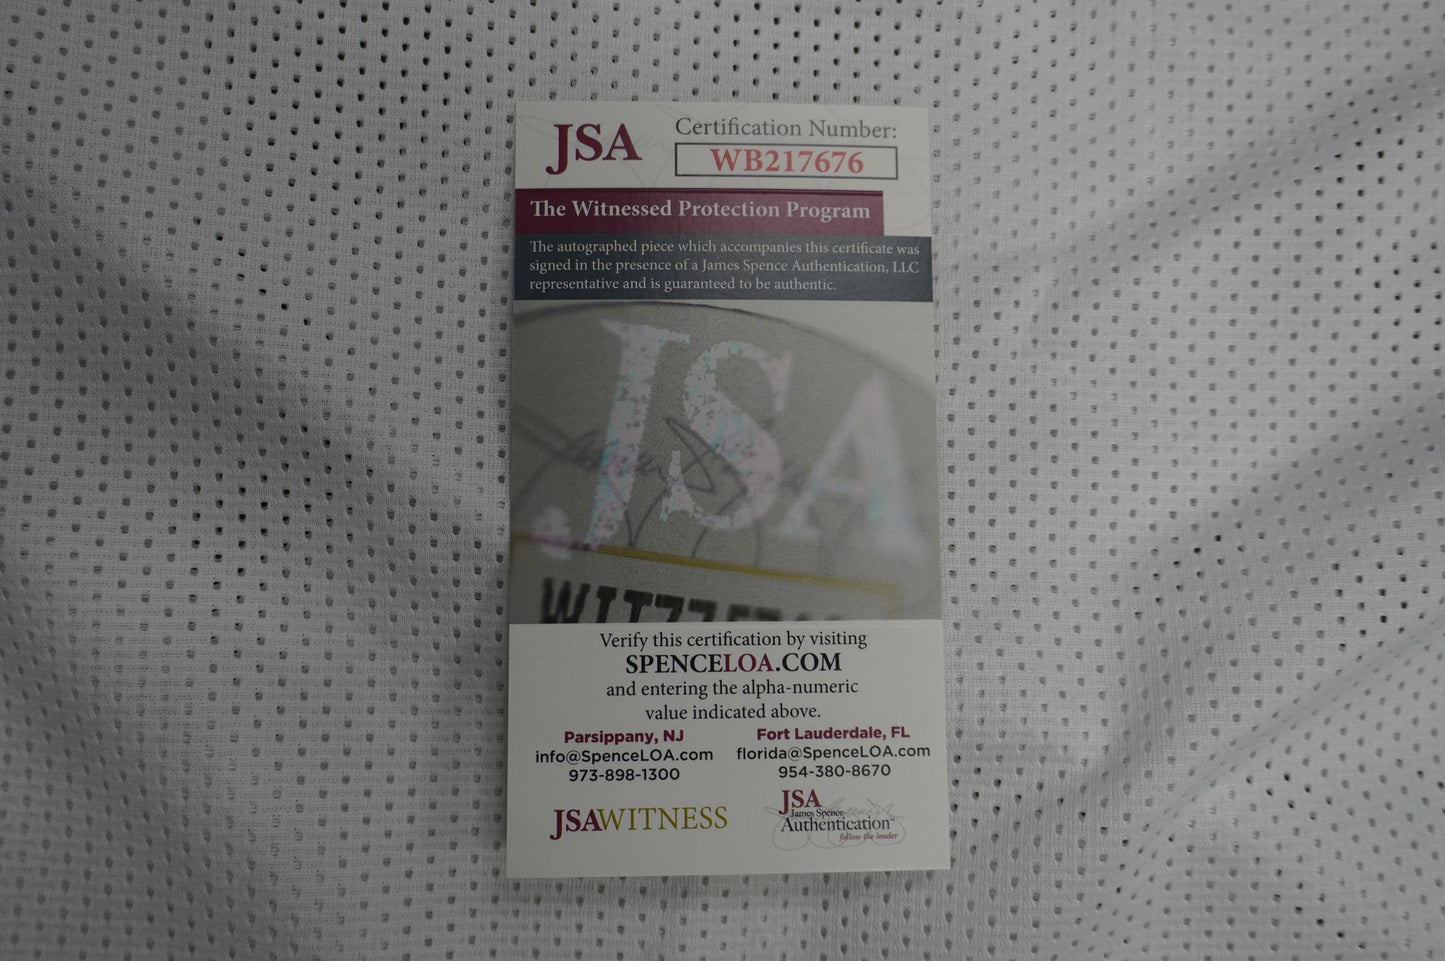 JSA
Certification Number:
WB217676
The Witnessed Protection Program
The autographed piece which accompanies this certificate was
signed in the presence of a James Spence Authentication, LLC
representative and is guaranteed to be authentic.
JSA
Verify this certification by visiting
SPENCELOA.COM
and entering the alpha-numeric
value indicated above.
Parsippany, NJ
info@SpenceLOA.com
973-898-1300
Fort Lauderdale, FL
florida@SpenceLOA.com
954-380-8670
JSAWITNESS
JSA
James Spence
Authentication™
follow the leader